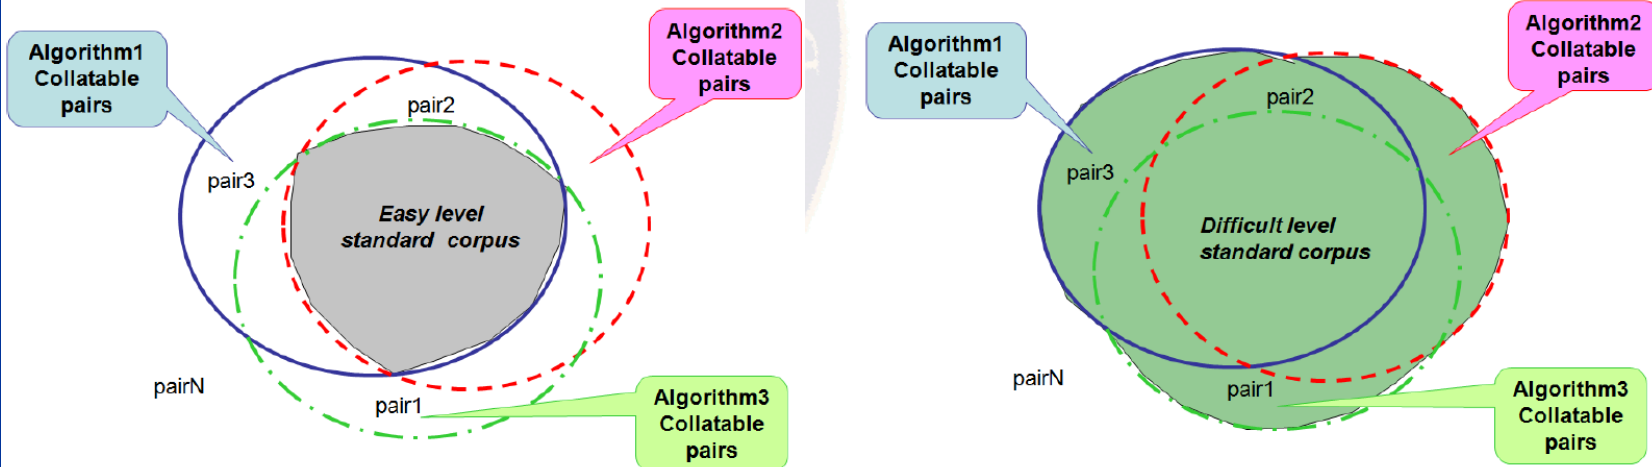 Algorithm1
Collatable
pairs
Algorithm2
Collatable
pairs
pair2
pair3
Easy level
standard corpus
pairN
pair1
Algorithm3
Collatable
pairs
Algorithm1
Collatable
pairs
Algorithm2
Collatable
pairs
pair2
pair3
Difficult level
standard corpus
pairN
pair1
Algorithm3
Collatable
pairs